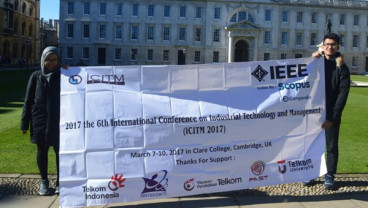 ICITM
IEEE
Scopus
2017 the 6th International Conference on Industrial Technology and Management
(ICITM 2017)
March 7-10, 2017 in Clare College, Cambridge, UK
Thanks For Support :
Telkom
Indonesia
Telkom
Telkom
University